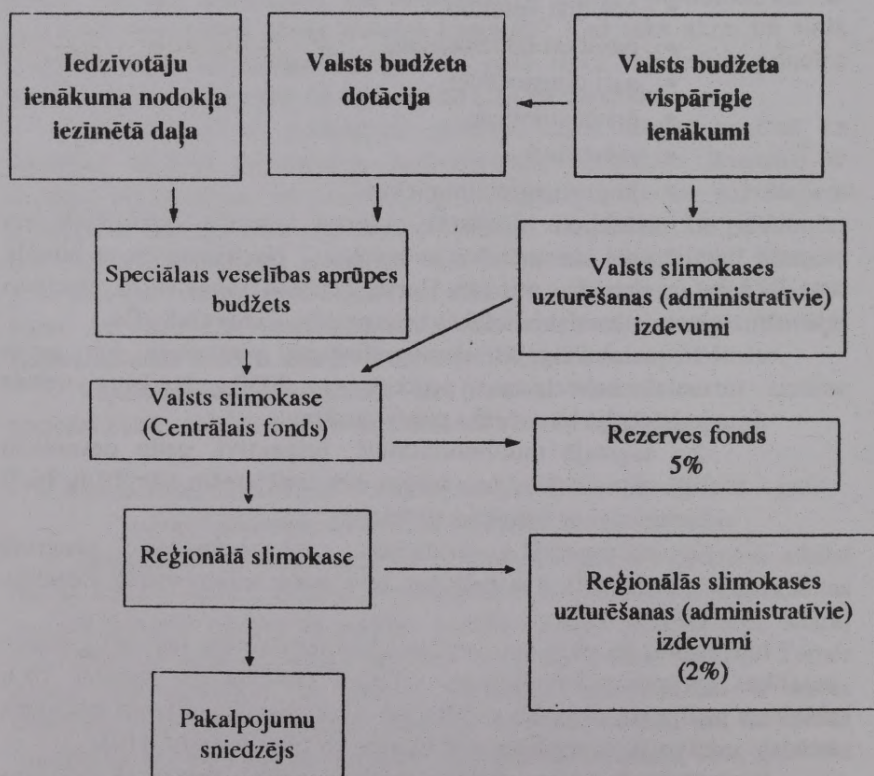 Iedzīvotāju
ienākuma nodokļa
iezīmētā daļa
Valsts budžeta
dotācija
Valsts budžeta
vispārīgie
ienākumi
Speciālais veselības aprūpes
budžets
Valsts slimokases
uzturēšanas (administratīvie)
izdevumi
Valsts slimokase
(Centrālais fonds)
Rezerves fonds
5%
Reģionālā slimokase
Reģionālās slimokases
uzturēšanas (administratīvie)
izdevumi
(2%)
Pakalpojumu
sniedzējs